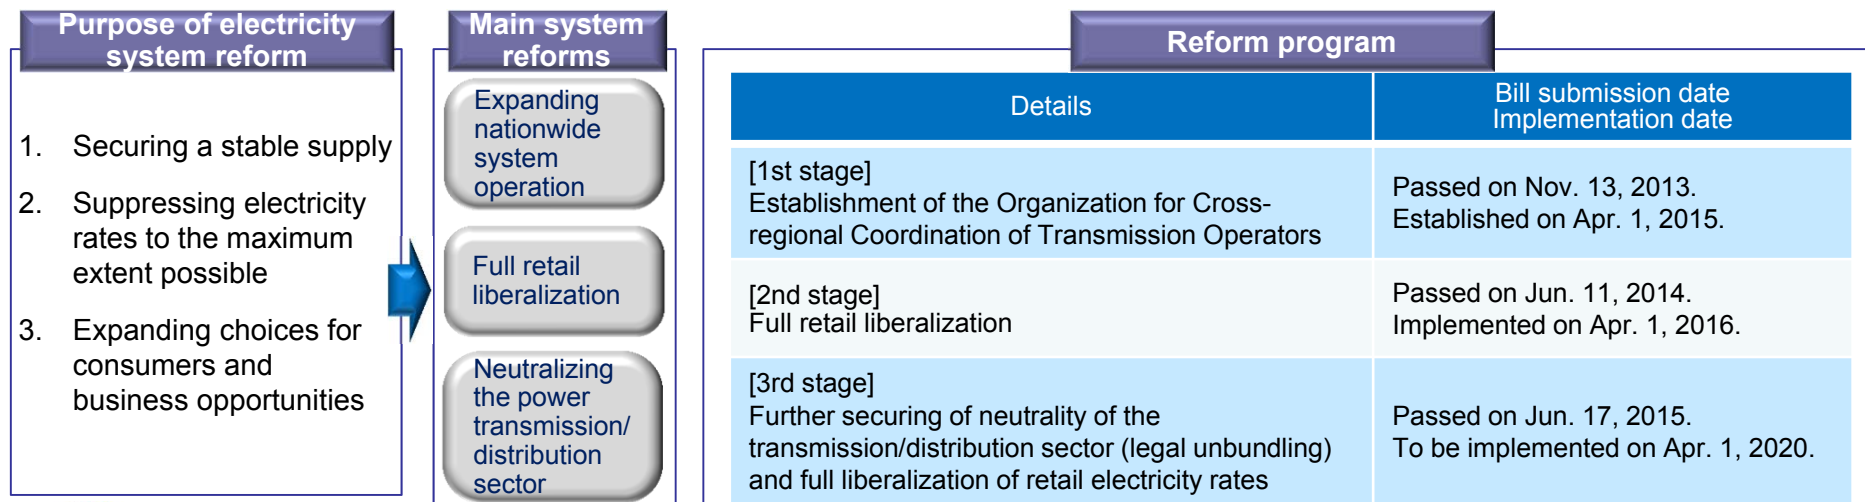 Purpose of electricity
system reform
1. Securing a stable supply
2. Suppressing electricity
rates to the maximum
extent possible
3. Expanding choices for
consumers and
business opportunities
Main system
reforms
Expanding
nationwide
system
operation
Full retail
liberalization
Neutralizing
the power
transmission/
distribution
sector
Reform program
Details
Bill submission date
Implementation date
[1st stage]
Establishment of the Organization for Cross-
regional Coordination of Transmission Operators
Passed on Nov. 13, 2013.
Established on Apr. 1, 2015.
[2nd stage]
Full retail liberalization
Passed on Jun. 11, 2014.
Implemented on Apr. 1, 2016.
[3rd stage]
Further securing of neutrality of the
transmission/distribution sector (legal unbundling)
and full liberalization of retail electricity rates
Passed on Jun. 17, 2015.
To be implemented on Apr. 1, 2020.